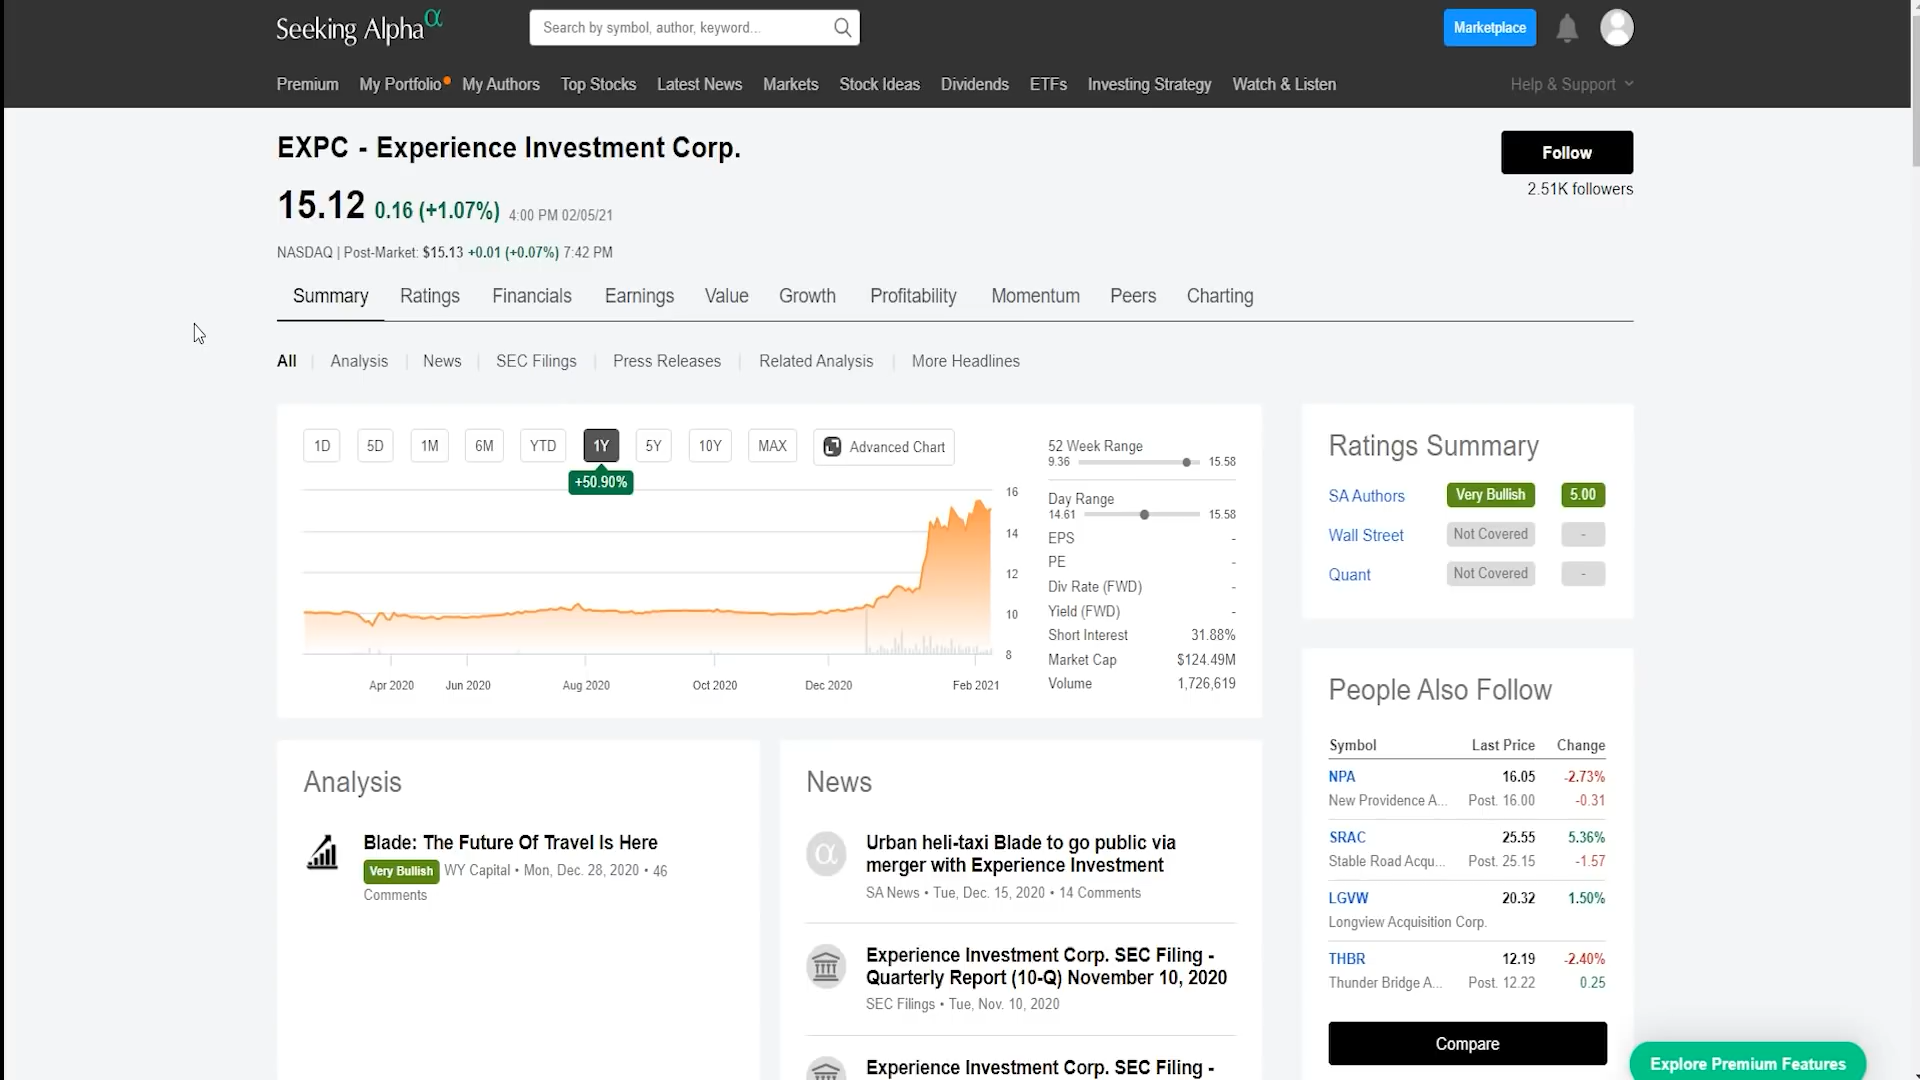 Seeking Alpha α
Search by symbol, author, keyword...
Marketplace
Premium My Portfolio My Authors Top Stocks Latest News Markets Stock Ideas Dividends ETFs Investing Strategy Watch & Listen Help & Support
EXPC - Experience Investment Corp.
Follow
2.51K followers
15.12 0.16 (+1.07%) 4:00 PM 02/05/21
NASDAQ | Post-Market: $15.13 +0.01 (+0.07%) 7:42 PM
Summary Ratings Financials Earnings Value Growth Profitability Momentum Peers Charting
All | Analysis | News | SEC Filings | Press Releases | Related Analysis | More Headlines
1D 5D 1M 6M YTD 1Y 5Y 10Y MAX Advanced Chart
+50.90%
16
14
12
10
8
Apr 2020 Jun 2020 Aug 2020 Oct 2020 Dec 2020 Feb 2021
52 Week Range
9.36 15.58
Day Range
14.61 15.58
EPS -
PE -
Div Rate (FWD) -
Yield (FWD) -
Short Interest 31.88%
Market Cap $124.49M
Volume 1,726,619
Ratings Summary
SA Authors Very Bullish 5.00
Wall Street Not Covered -
Quant Not Covered -
People Also Follow
Symbol Last Price Change
NPA 16.05 -2.73%
New Providence A... Post. 16.00 -0.31
SRAC 25.55 5.36%
Stable Road Acqu... Post. 25.15 -1.57
LGVW 20.32 1.50%
Longview Acquisition Corp.
THBR 12.19 -2.40%
Thunder Bridge A... Post. 12.22 0.25
Compare
Explore Premium Features
Analysis
Blade: The Future Of Travel Is Here
Very Bullish WY Capital • Mon, Dec. 28, 2020 • 46
Comments
News
α
Urban heli-taxi Blade to go public via
merger with Experience Investment
SA News • Tue, Dec. 15, 2020 • 14 Comments
Experience Investment Corp. SEC Filing -
Quarterly Report (10-Q) November 10, 2020
SEC Filings • Tue, Nov. 10, 2020
Experience Investment Corp. SEC Filing -